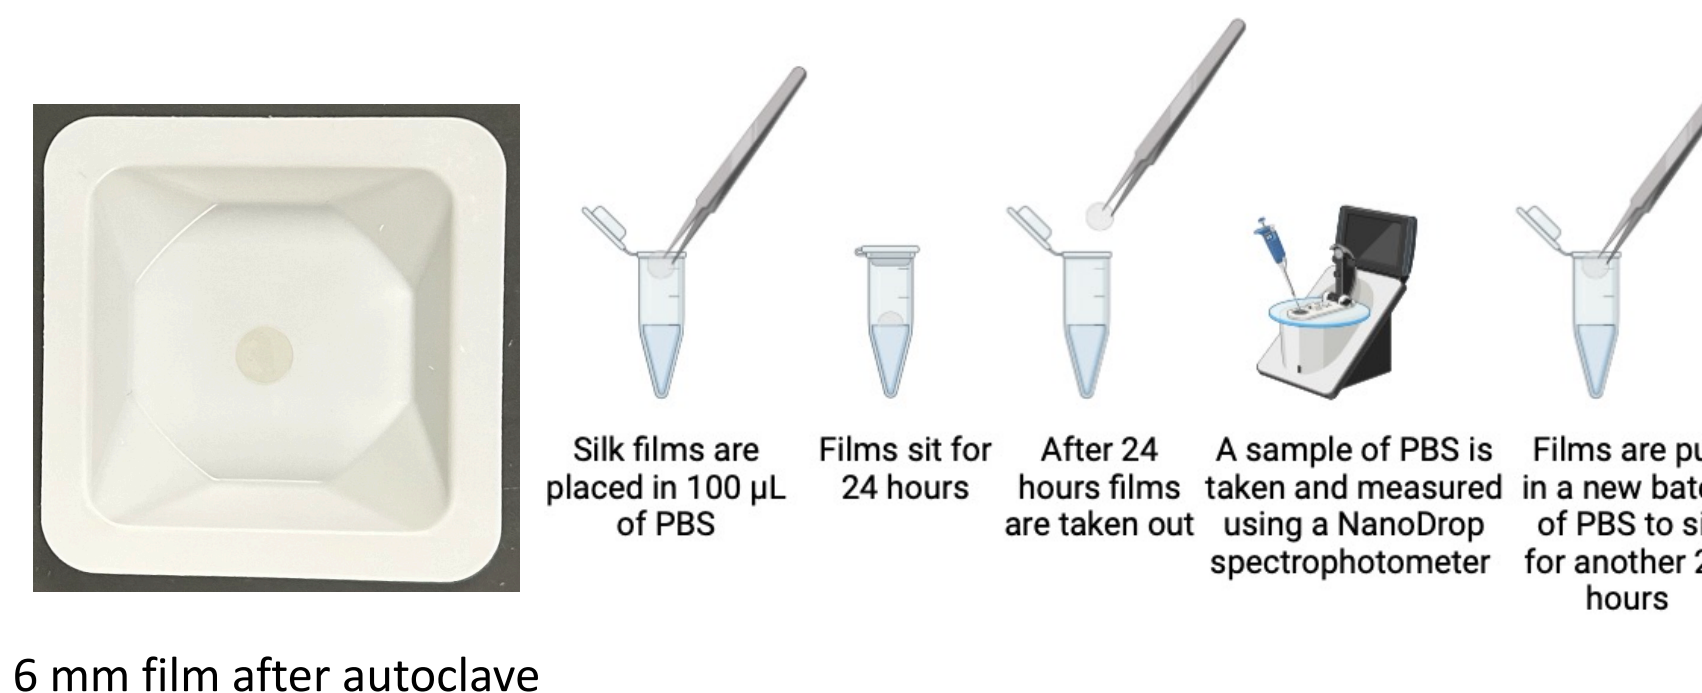 Silk films are
placed in 100 µL
of PBS
Films sit for
24 hours
After 24
hours films
are taken out
A sample of PBS is
taken and measured
using a NanoDrop
spectrophotometer
Films are
in a new
of PBS to
for another
hours
6 mm film after autoclave